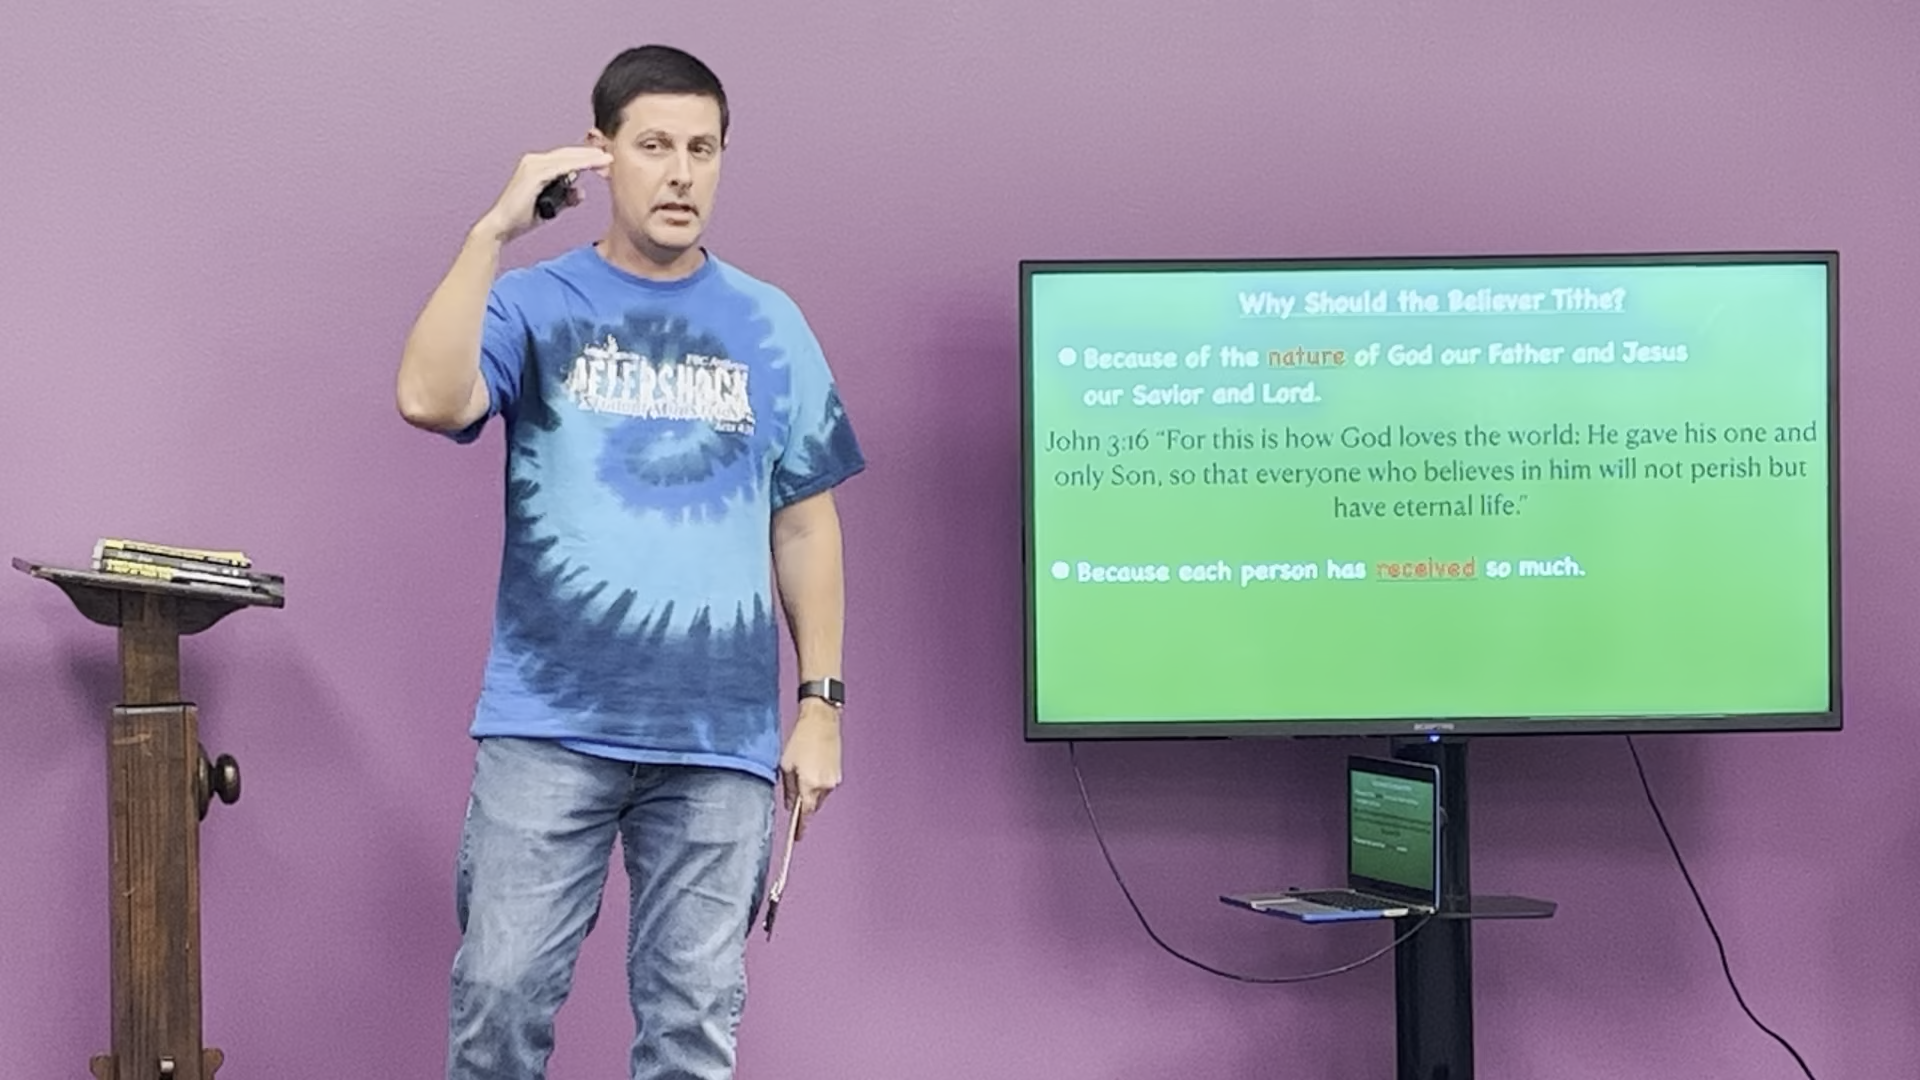 AFTERSHOCK
Why Should the Believer Tithe?
Because of the nature of God our Father and Jesus
our Savior and Lord.
John 3:16 “For this is how God loves the world: He gave his one and
only Son, so that everyone who believes in him will not perish but
have eternal life.”
Because each person has received so much.